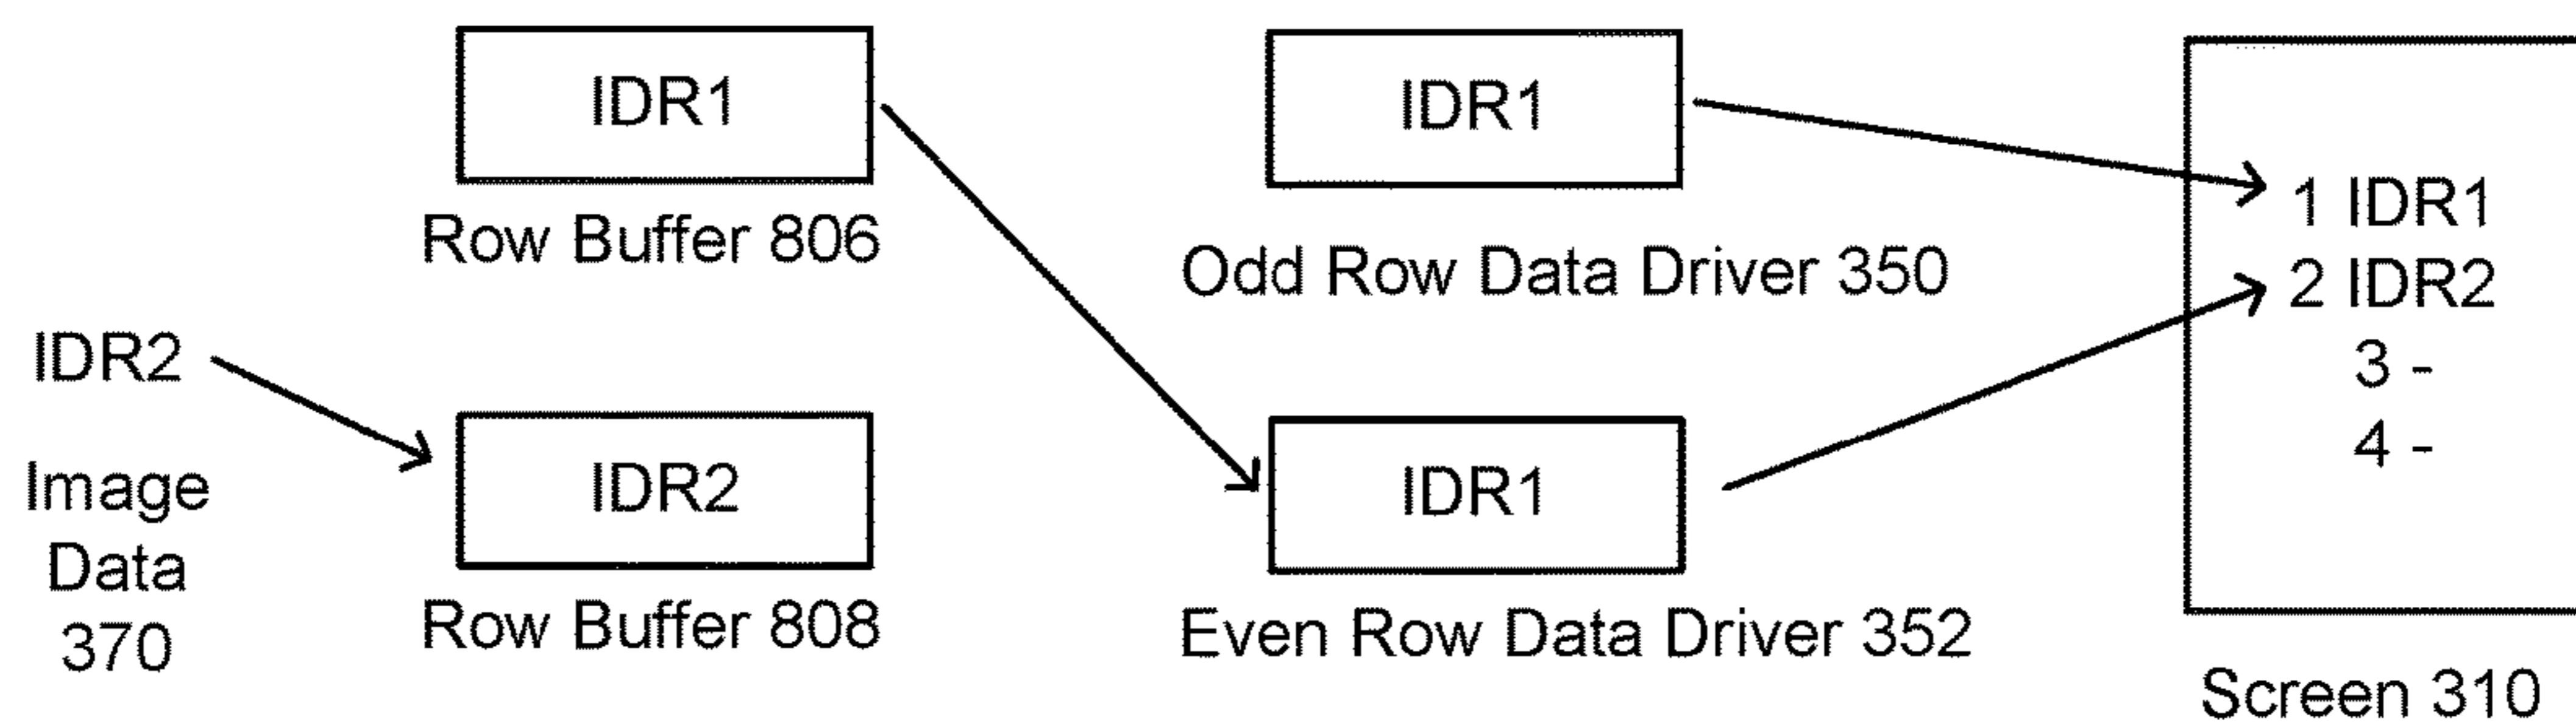 IDR1
Row Buffer 806
IDR2
Image
Data
370
IDR2
Row Buffer 808
IDR1
Odd Row Data Driver 350
IDR1
Even Row Data Driver 352
1 IDR1
2 IDR2
3 -
4 -
Screen 310